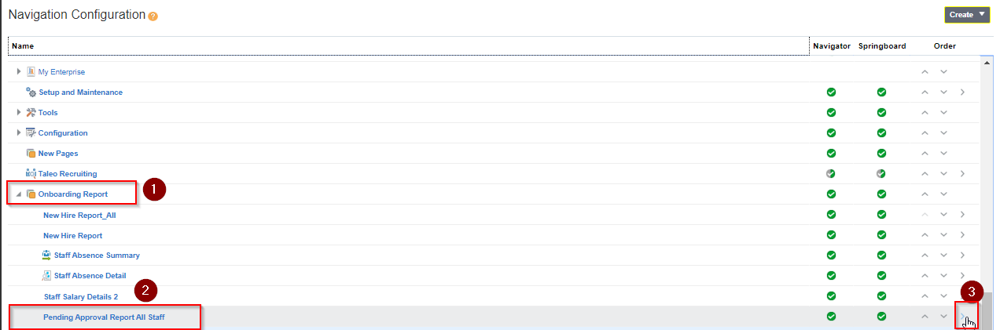 Navigation Configuration ?
Create
Name Navigator Springboard Order
My Enterprise
Setup and Maintenance
Tools
Configuration
New Pages
Taleo Recruiting
Onboarding Report 1
New Hire Report_All
New Hire Report
Staff Absence Summary
Staff Absence Detail
Staff Salary Details 2 2
3
Pending Approval Report All Staff